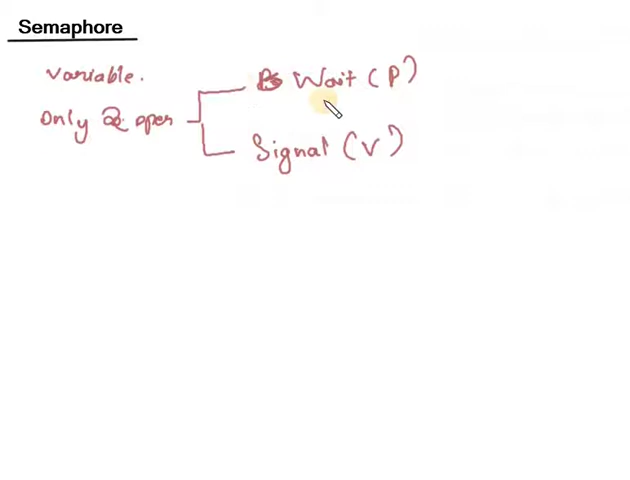 Semaphore
Variable.
Wait (P)
Only 2 oper
Signal (V)